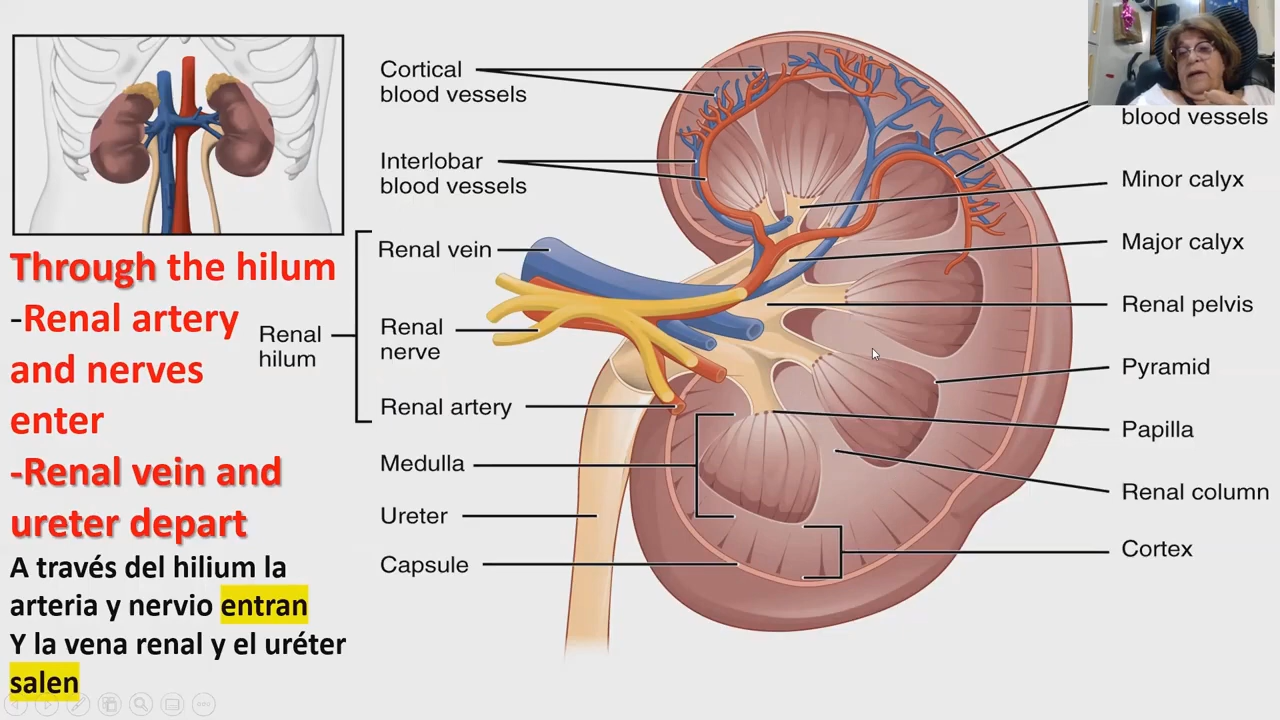 Through the hilum
-Renal artery
and nerves
enter
-Renal vein and
ureter depart
A través del hilium la
arteria y nervio entran
Y la vena renal y el uréter
salen
Cortical
blood vessels
Interlobar
blood vessels
Renal vein
Renal
hilum
Renal
nerve
Renal artery
Medulla
Ureter
Capsule
blood vessels
Minor calyx
Major calyx
Renal pelvis
Pyramid
Papilla
Renal column
Cortex